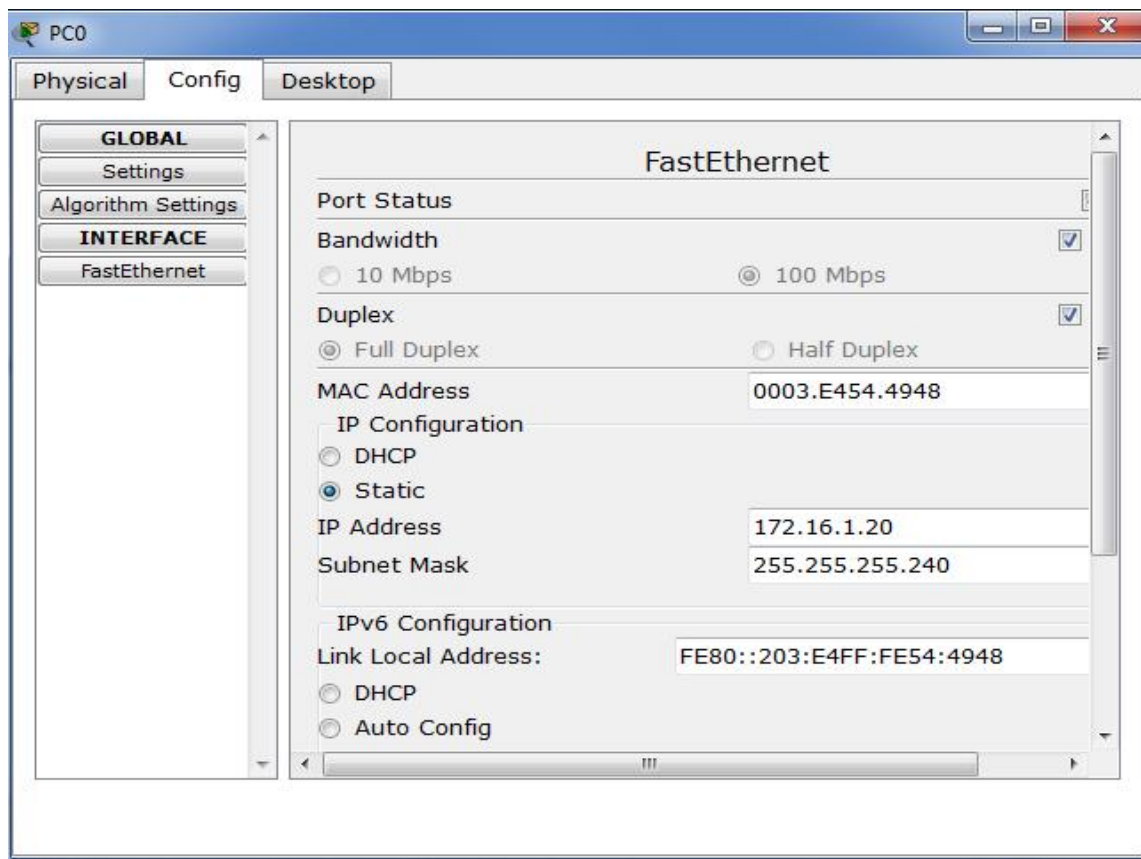 PC0
Physical Config Desktop
GLOBAL
Settings
Algorithm Settings
INTERFACE
FastEthernet
FastEthernet
Port Status
Bandwidth
10 Mbps 100 Mbps
Duplex
Full Duplex Half Duplex
MAC Address 0003.E454.4948
IP Configuration
DHCP
Static
IP Address 172.16.1.20
Subnet Mask 255.255.255.240
IPv6 Configuration
Link Local Address: FE80::203:E4FF:FE54:4948
DHCP
Auto Config